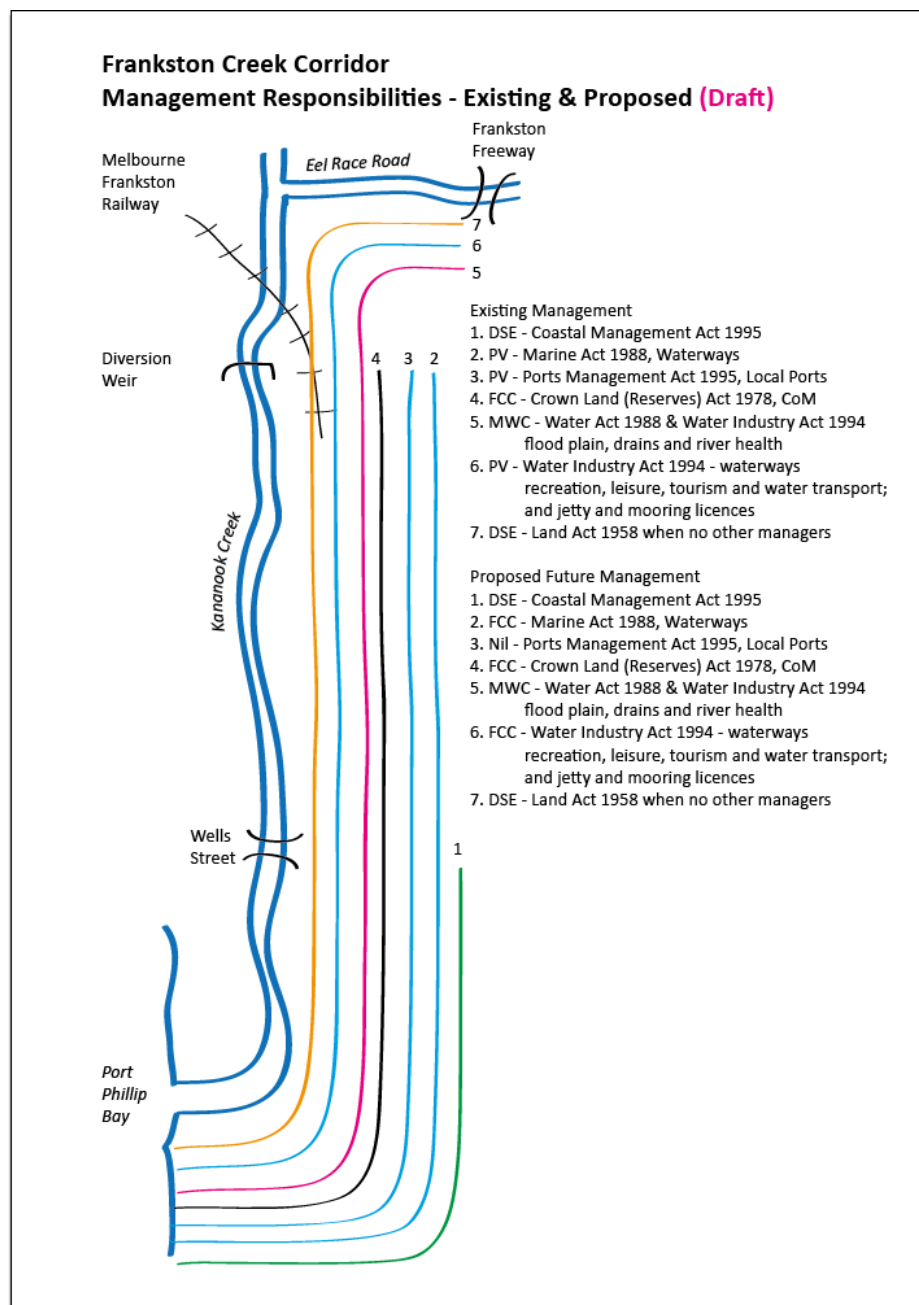 Frankston Creek Corridor
Management Responsibilities - Existing & Proposed (Draft)
Frankston
Freeway
Melbourne
Frankston
Railway
Eel Race Road
7
6
5
Existing Management
1. DSE - Coastal Management Act 1995
2. PV - Marine Act 1988, Waterways
3. PV - Ports Management Act 1995, Local Ports
4. FCC - Crown Land (Reserves) Act 1978, CoM
5. MWC - Water Act 1988 & Water Industry Act 1994
flood plain, drains and river health
6. PV - Water Industry Act 1994 - waterways
recreation, leisure, tourism and water transport;
and jetty and mooring licences
7. DSE - Land Act 1958 when no other managers
Diversion
Weir
4 3 2
Kananook Creek
Proposed Future Management
1. DSE - Coastal Management Act 1995
2. FCC - Marine Act 1988, Waterways
3. Nil - Ports Management Act 1995, Local Ports
4. FCC - Crown Land (Reserves) Act 1978, CoM
5. MWC - Water Act 1988 & Water Industry Act 1994
flood plain, drains and river health
6. FCC - Water Industry Act 1994 - waterways
recreation, leisure, tourism and water transport;
and jetty and mooring licences
7. DSE - Land Act 1958 when no other managers
Wells
Street
1
Port
Phillip
Bay